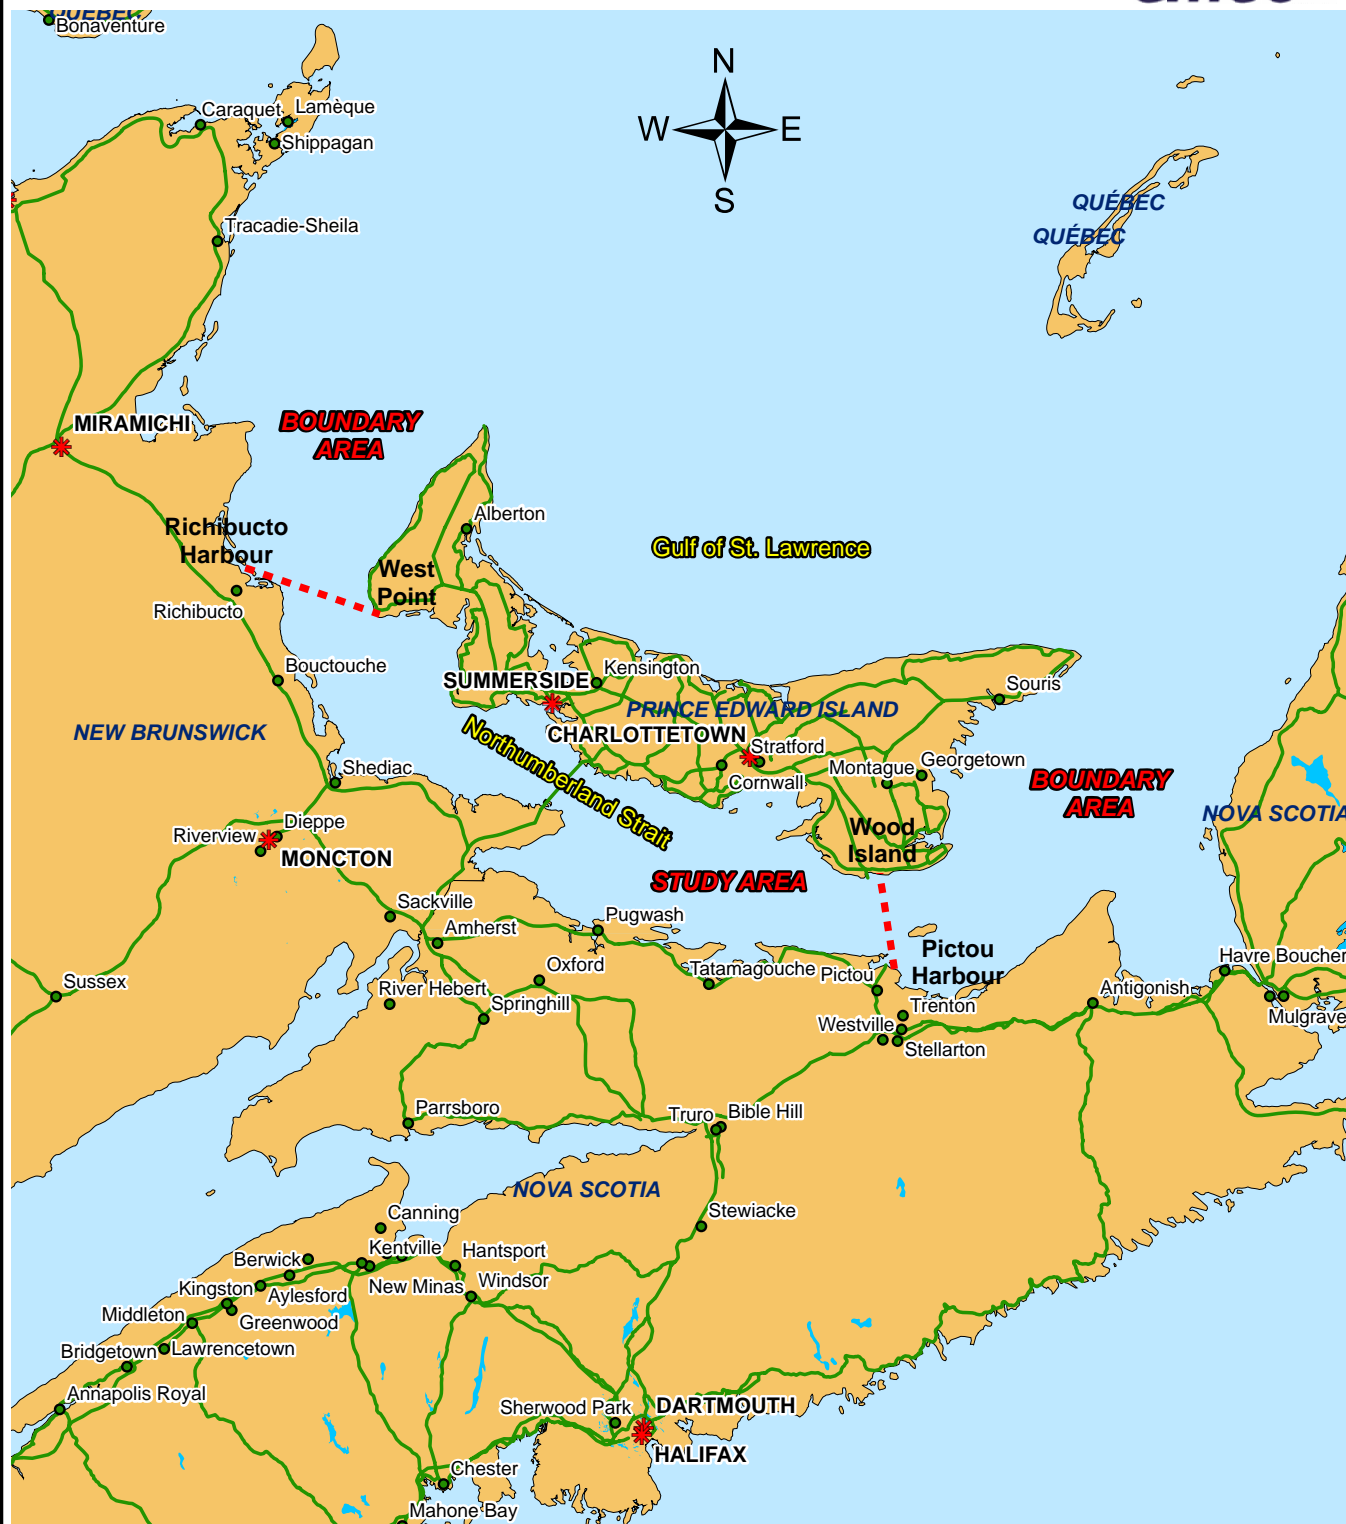 QUÉBEC
Bonaventure
Caraquet
Lamèque
Shippagan
N
W
E
S
QUÉBEC
QUÉBEC
Tracadie-Sheila
MIRAMICHI
BOUNDARY
AREA
Richibucto
Harbour
Alberton
West
Point
Gulf of St. Lawrence
Richibucto
Bouctouche
SUMMERSIDE
Kensington
Souris
NEW BRUNSWICK
PRINCE EDWARD ISLAND
Northumberland Strait
CHARLOTTETOWN
Stratford
Shediac
Cornwall
Montague
Georgetown
BOUNDARY
AREA
NOVA SCOTIA
Riverview
Dieppe
MONCTON
Wood
Island
STUDY AREA
Sackville
Amherst
Pugwash
Pictou
Harbour
Sussex
River Hebert
Oxford
Springhill
Tatamagouche
Pictou
Havre Boucher
Antigonish
Mulgrave
Trenton
Westville
Stellarton
Parrsboro
Truro
Bible Hill
NOVA SCOTIA
Stewiacke
Canning
Kentville
Berwick
Hantsport
New Minas
Windsor
Kingston
Aylesford
Greenwood
Middleton
Bridgetown
Lawrencetown
Annapolis Royal
Sherwood Park
DARTMOUTH
HALIFAX
Chester
Mahone Bay